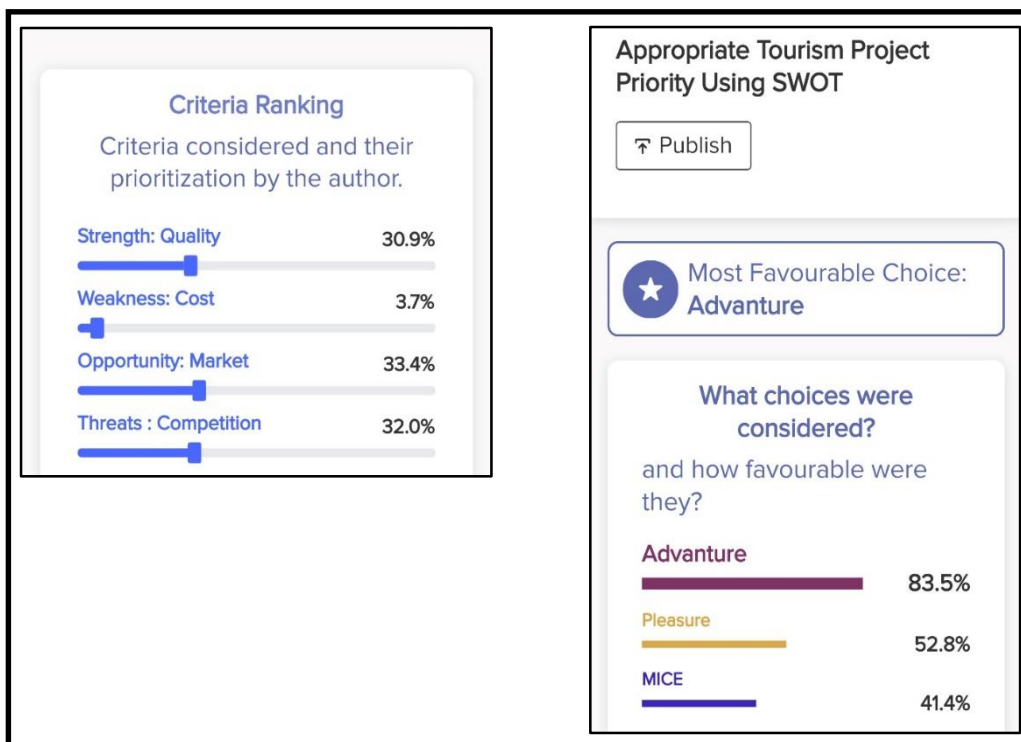 Criteria Ranking
Criteria considered and their
prioritization by the author.
Strength: Quality 30.9%
Weakness: Cost 3.7%
Opportunity: Market 33.4%
Threats : Competition 32.0%
Appropriate Tourism Project
Priority Using SWOT
Publish
Most Favourable Choice:
Advanture
What choices were
considered?
and how favourable were
they?
Advanture
83.5%
Pleasure
52.8%
MICE
41.4%